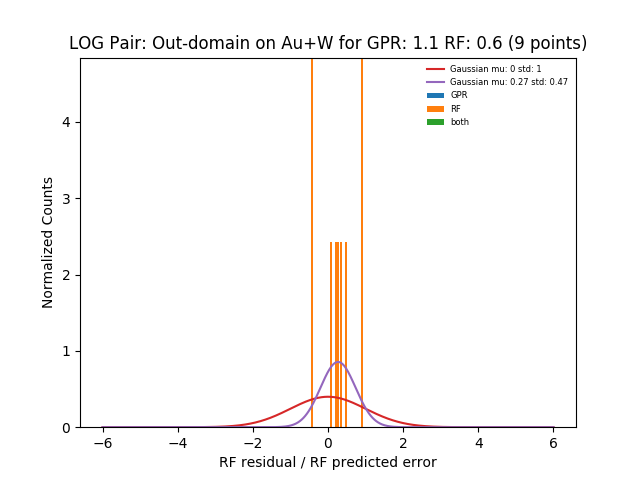 LOG Pair: Out-domain on Au+W for GPR: 1.1 RF: 0.6 (9 points)
Gaussian mu: 0 std: 1
Gaussian mu: 0.27 std: 0.47
GPR
RF
both
Normalized Counts
4
3
2
1
0
−6 −4 −2 0 2 4 6
RF residual / RF predicted error